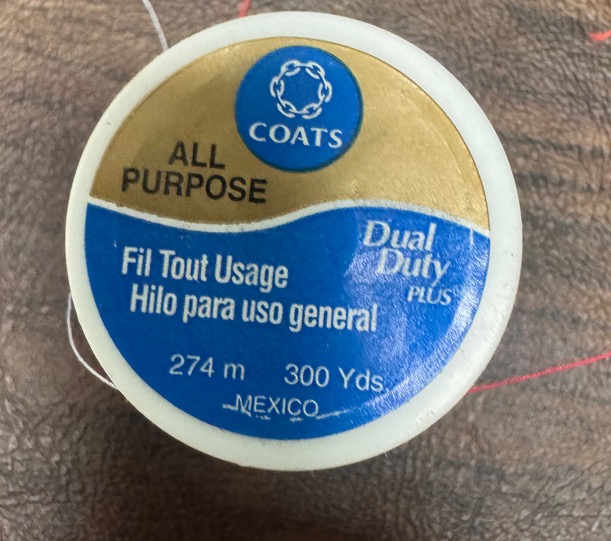 COATS
ALL
PURPOSE
Dual
Duty
PLUS
Fil Tout Usage
Hilo para uso general
274 m 300 Yds.
MEXICO